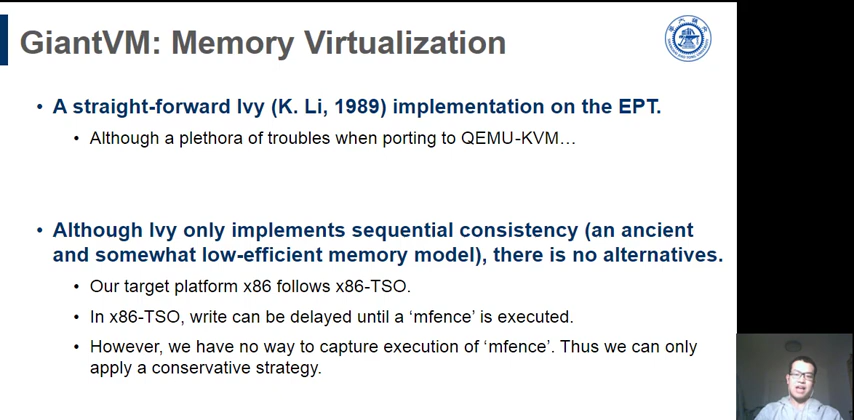 GiantVM: Memory Virtualization
• A straight-forward Ivy (K. Li, 1989) implementation on the EPT.
• Although a plethora of troubles when porting to QEMU-KVM…
• Although Ivy only implements sequential consistency (an ancient
and somewhat low-efficient memory model), there is no alternatives.
• Our target platform x86 follows x86-TSO.
• In x86-TSO, write can be delayed until a ‘mfence’ is executed.
• However, we have no way to capture execution of ‘mfence’. Thus we can only
apply a conservative strategy.